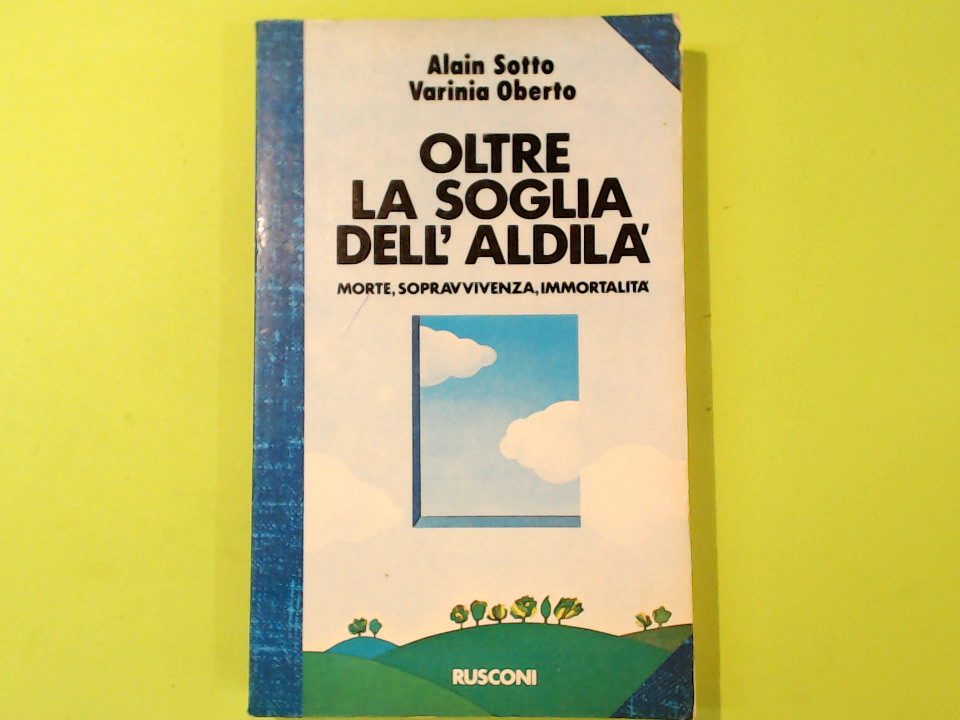 Alain Sotto
Varinia Oberto
OLTRE
LA SOGLIA
DELL' ALDILA'
MORTE, SOPRAVVIVENZA, IMMORTALITÀ
RUSCONI